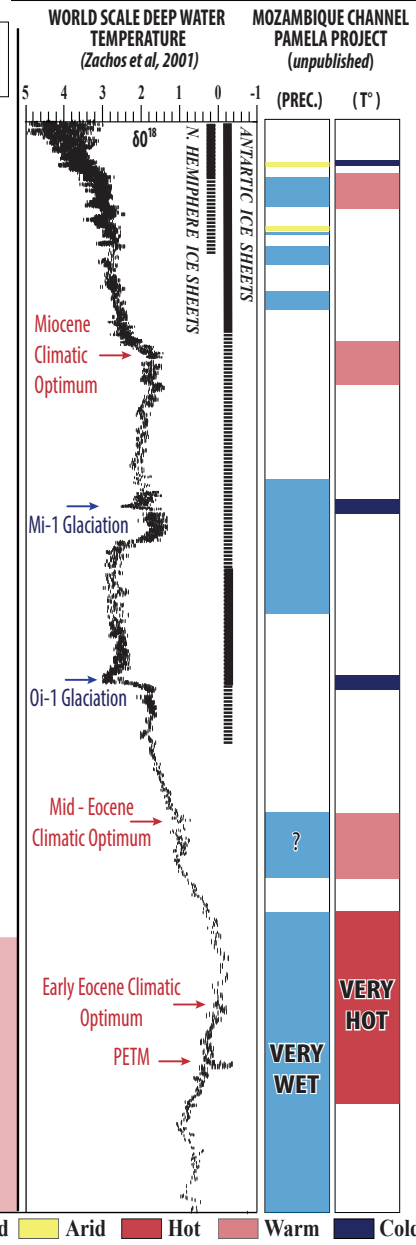 WORLD SCALE DEEP WATER
TEMPERATURE
(Zachos et al, 2001)
MOZAMBIQUE CHANNEL
PAMELA PROJECT
(unpublished)
(PREC.)
(T°)
5 4 3 2 1 0 -1
δO¹⁸
N. HEMIPHERE ICE SHEETS
ANTARTIC ICE SHEETS
Miocene
Climatic
Optimum
Mi-1 Glaciation
Oi-1 Glaciation
Mid - Eocene
Climatic Optimum
?
Early Eocene Climatic
Optimum
PETM
VERY
WET
VERY
HOT
d Arid Hot Warm Cold